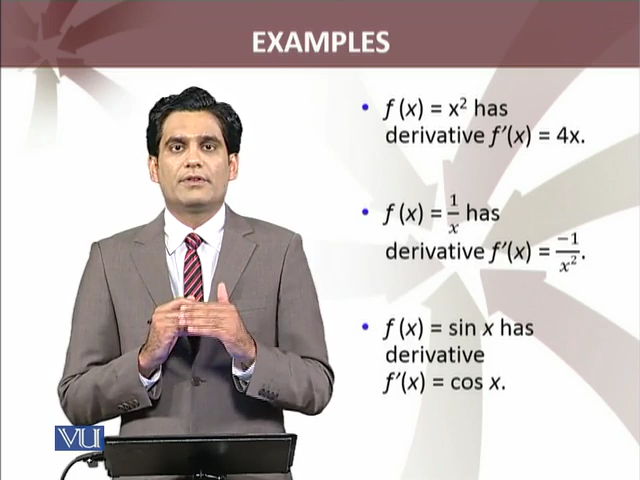 EXAMPLES
• f (x) = x² has
derivative f'(x) = 4x.
• f (x) = 1/x has
derivative f'(x) = −1/x².
• f (x) = sin x has
derivative
f'(x) = cos x.
VU